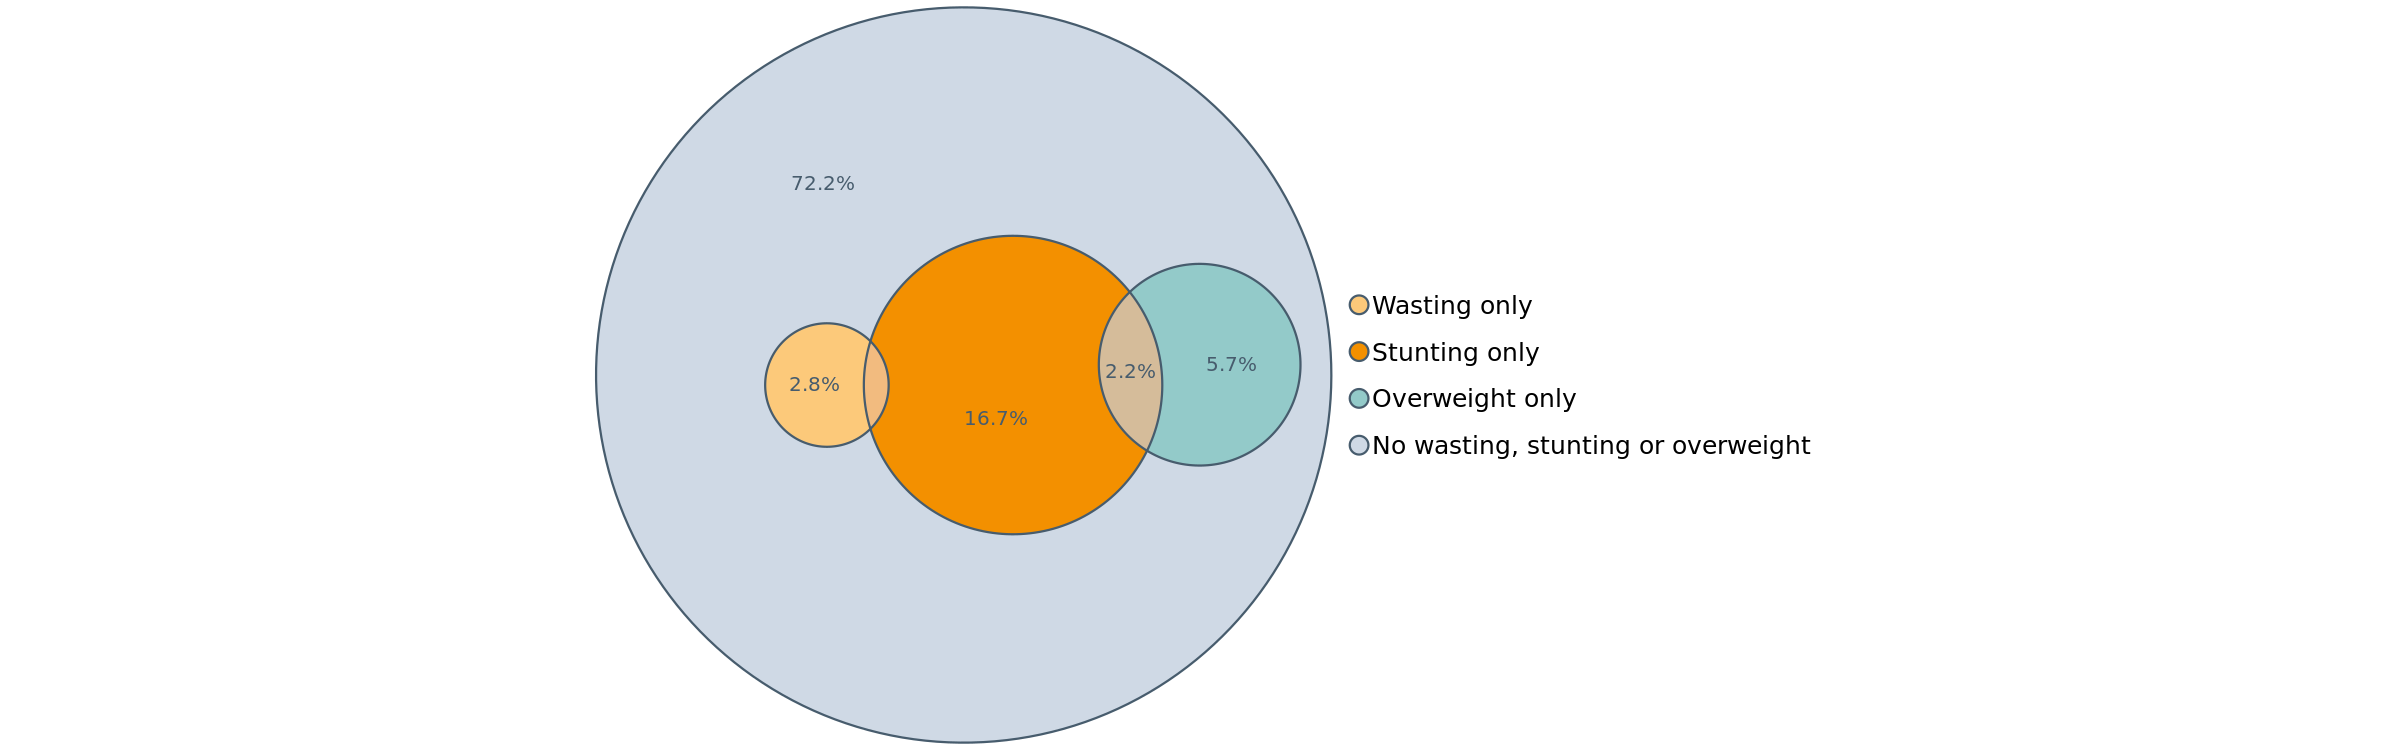 72.2%
2.8%
16.7%
2.2%
5.7%
Wasting only
Stunting only
Overweight only
No wasting, stunting or overweight